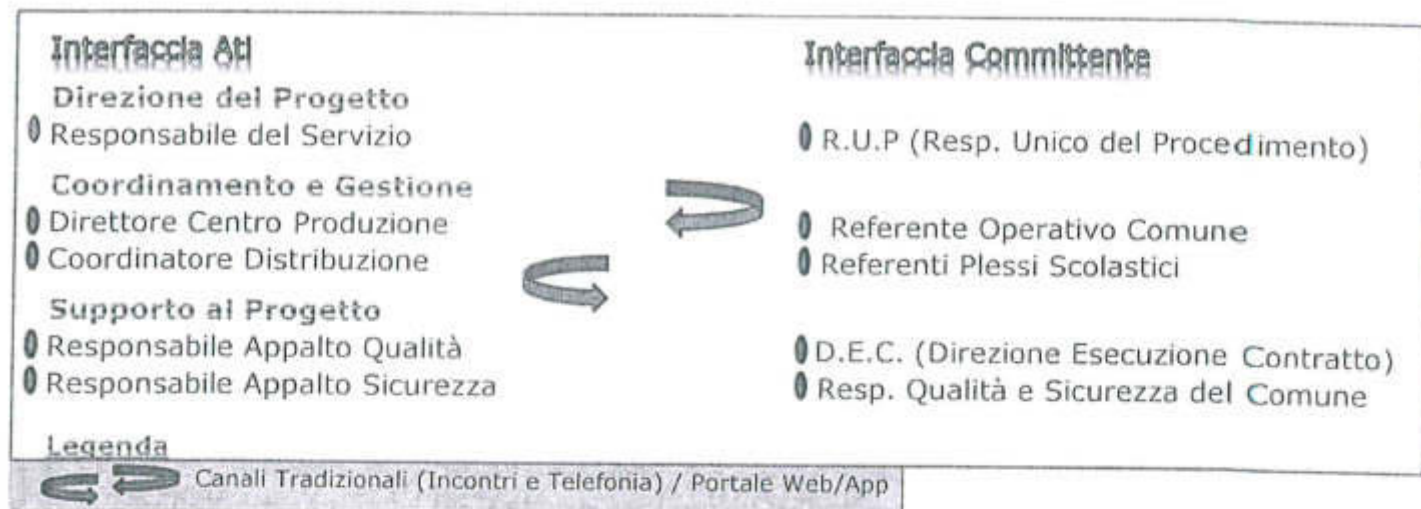 Interfaccia Ati
Direzione del Progetto
Responsabile del Servizio
Coordinamento e Gestione
Direttore Centro Produzione
Coordinatore Distribuzione
Supporto al Progetto
Responsabile Appalto Qualità
Responsabile Appalto Sicurezza
Interfaccia Committente
R.U.P (Resp. Unico del Procedimento)
Referente Operativo Comune
Referenti Plessi Scolastici
D.E.C. (Direzione Esecuzione Contratto)
Resp. Qualità e Sicurezza del Comune
Legenda
Canali Tradizionali (Incontri e Telefonia) / Portale Web/App